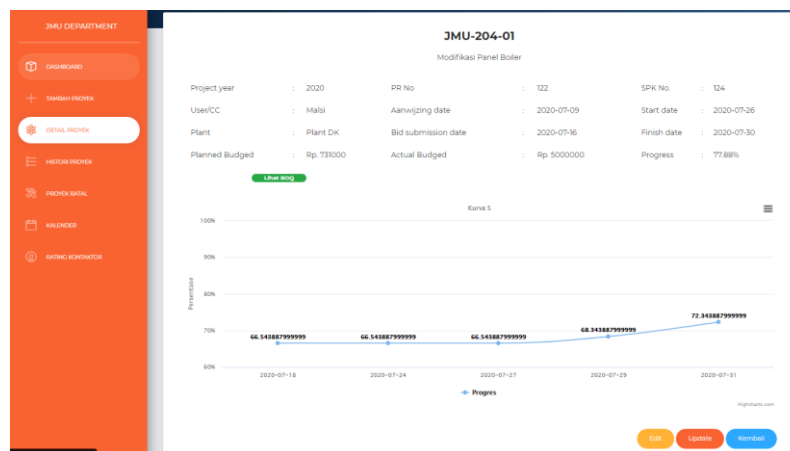 JMU DEPARTMENT
DASHBOARD
TAMBAH PROYEK
DETAIL PROYEK
HISTORI PROYEK
PROYEK BATAL
KALENDER
RATING KONTAKTOR
JMU-204-01
Modifikasi Panel Boiler
Project year : 2020 PR No : 122 SPK No. : 124
User/CC : Malsi Aanwijzing date : 2020-07-09 Start date : 2020-07-26
Plant : Plant DK Bid submission date : 2020-07-16 Finish date : 2020-07-30
Planned Budged : Rp. 731000 Actual Budged : Rp. 5000000 Progress : 77.88%
Lihat BOQ
Kurva S
100%
90%
80%
70%
60%
Persentase
66.543887999999 66.543887999999 66.543887999999 68.343887999999 72.343887999999
2020-07-18 2020-07-24 2020-07-27 2020-07-29 2020-07-31
Progres
Highcharts.com
Edit Update Kembali